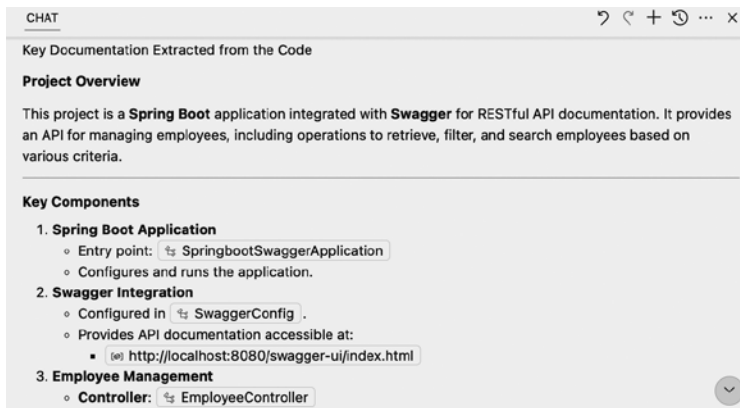 CHAT
Key Documentation Extracted from the Code
Project Overview
This project is a Spring Boot application integrated with Swagger for RESTful API documentation. It provides
an API for managing employees, including operations to retrieve, filter, and search employees based on
various criteria.
Key Components
1. Spring Boot Application
Entry point: SpringbootSwaggerApplication
Configures and runs the application.
2. Swagger Integration
Configured in SwaggerConfig .
Provides API documentation accessible at:
http://localhost:8080/swagger-ui/index.html
3. Employee Management
Controller: EmployeeController